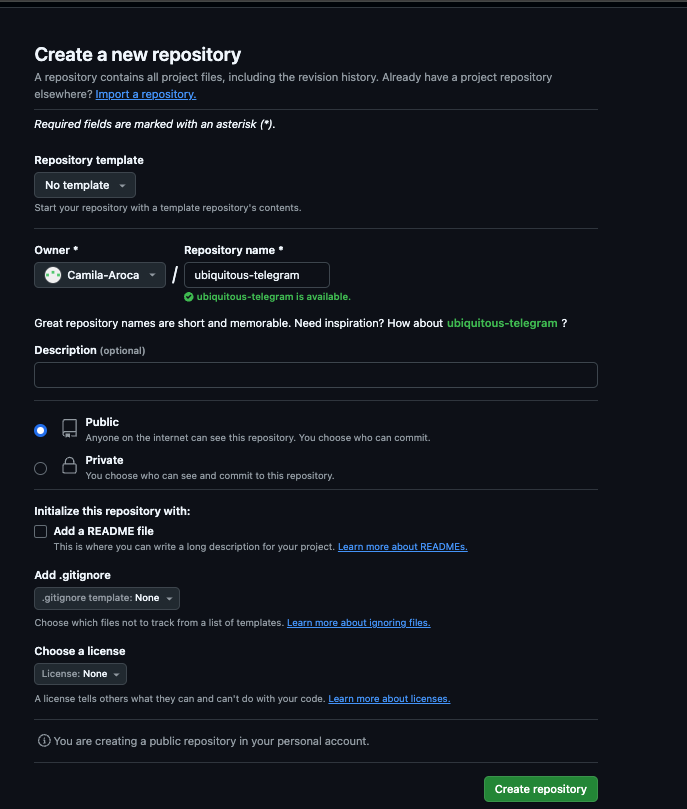 Create a new repository
A repository contains all project files, including the revision history. Already have a project repository
elsewhere? Import a repository.
Required fields are marked with an asterisk (*).
Repository template
No template
Start your repository with a template repository's contents.
Owner *
Repository name *
Camila-Aroca
/
ubiquitous-telegram
ubiquitous-telegram is available.
Great repository names are short and memorable. Need inspiration? How about ubiquitous-telegram ?
Description (optional)
Public
Anyone on the internet can see this repository. You choose who can commit.
Private
You choose who can see and commit to this repository.
Initialize this repository with:
Add a README file
This is where you can write a long description for your project. Learn more about READMEs.
Add .gitignore
.gitignore template: None
Choose which files not to track from a list of templates. Learn more about ignoring files.
Choose a license
License: None
A license tells others what they can and can't do with your code. Learn more about licenses.
You are creating a public repository in your personal account.
Create repository